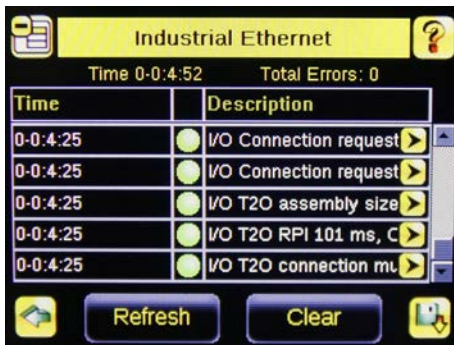 Industrial Ethernet
?
Time 0-0:4:52 Total Errors: 0
Time Description
0-0:4:25 I/O Connection request
0-0:4:25 I/O Connection request
0-0:4:25 I/O T2O assembly size
0-0:4:25 I/O T2O RPI 101 ms, C
0-0:4:25 I/O T2O connection mu
Refresh Clear